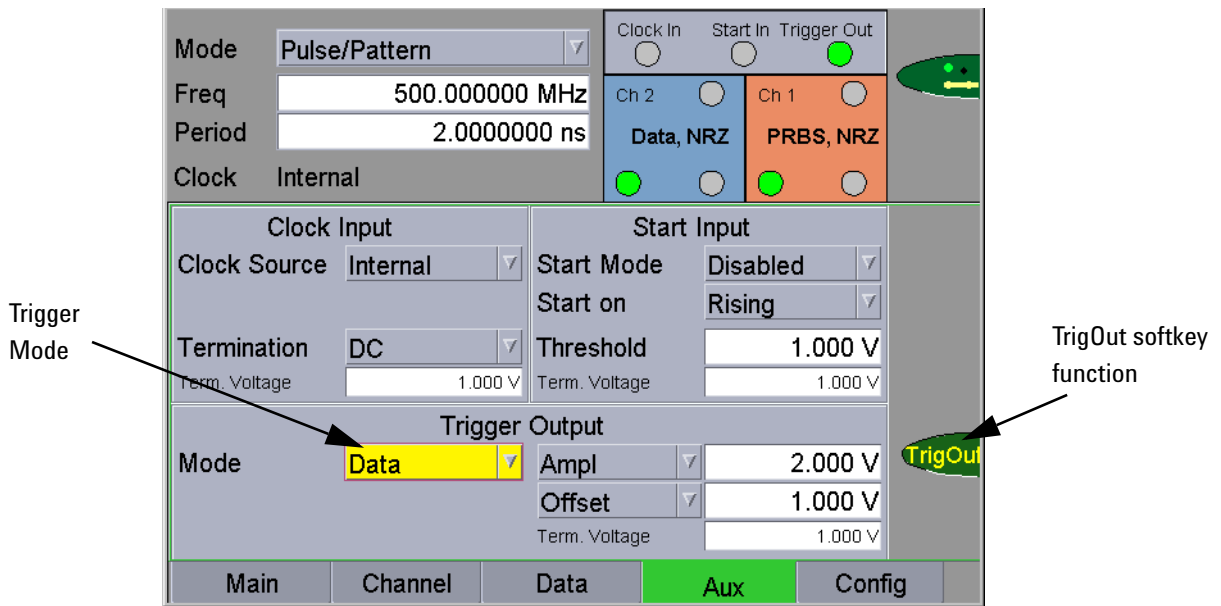 Mode Pulse/Pattern
Freq 500.000000 MHz
Period 2.0000000 ns
Clock Internal
Clock In Start In Trigger Out
Ch 2
Data, NRZ
Ch 1
PRBS, NRZ
Clock Input
Clock Source Internal
Termination DC
Term. Voltage 1.000 V
Start Input
Start Mode Disabled
Start on Rising
Threshold 1.000 V
Term. Voltage 1.000 V
Trigger Output
Mode Data
Ampl 2.000 V
Offset 1.000 V
Term. Voltage 1.000 V
TrigOut
Main Channel Data Aux Config
Trigger
Mode
TrigOut softkey
function